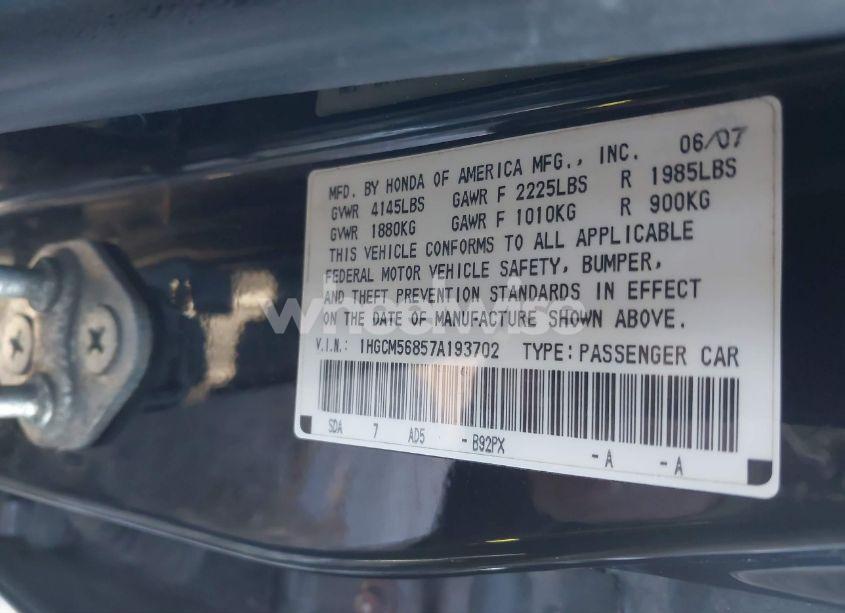 MFD. BY HONDA OF AMERICA MFG., INC. 06/07
GVWR 4145LBS GAWR F 2225LBS R 1985LBS
GVWR 1880KG GAWR F 1010KG R 900KG
THIS VEHICLE CONFORMS TO ALL APPLICABLE
FEDERAL MOTOR VEHICLE SAFETY, BUMPER,
AND THEFT PREVENTION STANDARDS IN EFFECT
ON THE DATE OF MANUFACTURE SHOWN ABOVE.
wheelwise
V.I.N.: 1HGCM56857A193702 TYPE: PASSENGER CAR
SDA 7 AD5 - B92PX - A - A